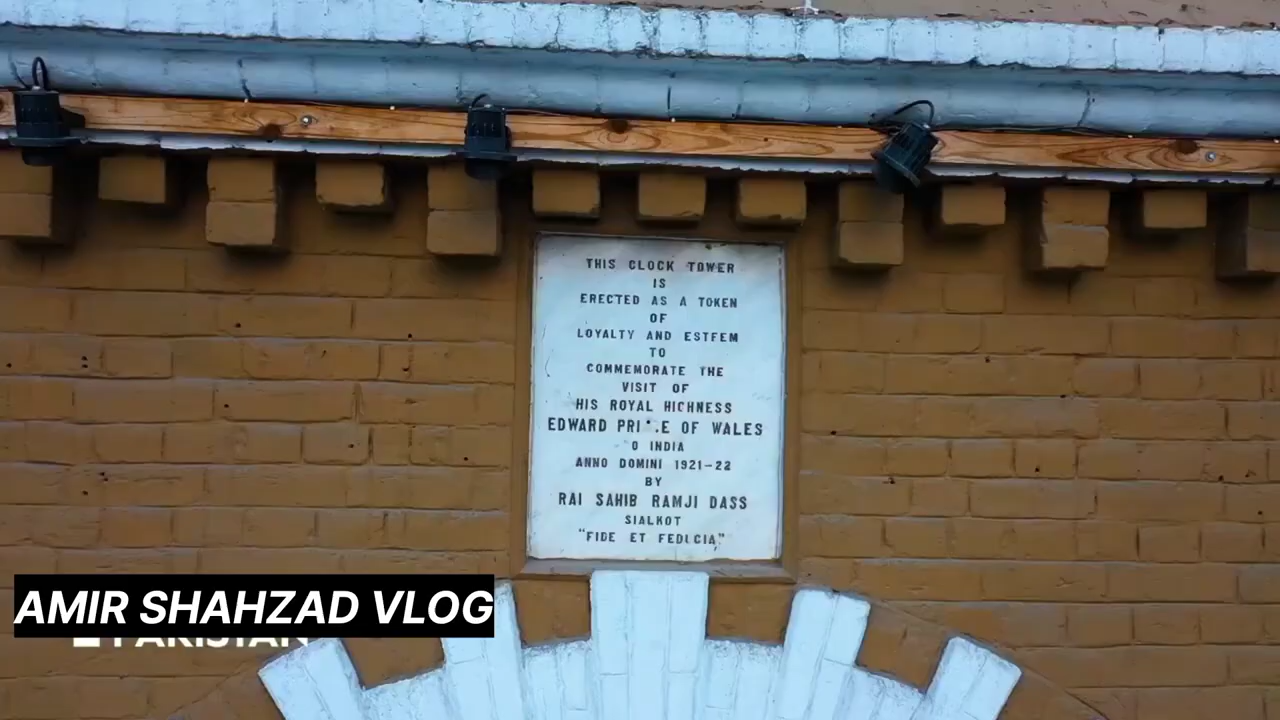 THIS CLOCK TOWER
IS
ERECTED AS A TOKEN
OF
LOYALTY AND ESTFEM
TO
COMMEMORATE THE
VISIT OF
HIS ROYAL HICHNESS
EDWARD OF WALES
O INDIA
ANNO DOMINI 1921-22
BY
RAI SAHIB RAMJI DASS
SIALKOT
"FIDE ET FEDUCIA"
AMIR SHAHZAD VLOG
PAKISTAN